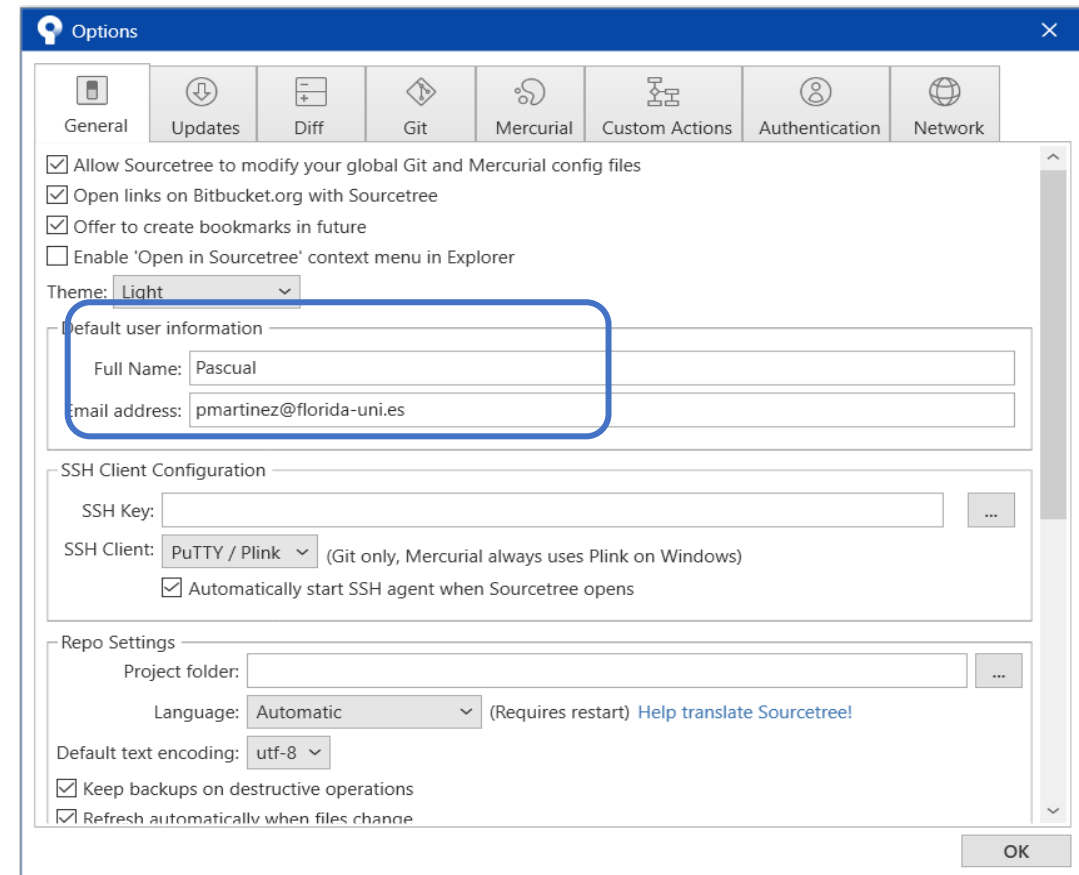 Options
General Updates Diff Git Mercurial Custom Actions Authentication Network
Allow Sourcetree to modify your global Git and Mercurial config files
Open links on Bitbucket.org with Sourcetree
Offer to create bookmarks in future
Enable 'Open in Sourcetree' context menu in Explorer
Theme: Light
Default user information
Full Name: Pascual
Email address: pmartinez@florida-uni.es
SSH Client Configuration
SSH Key: ...
SSH Client: PuTTY / Plink (Git only, Mercurial always uses Plink on Windows)
Automatically start SSH agent when Sourcetree opens
Repo Settings
Project folder: ...
Language: Automatic (Requires restart) Help translate Sourcetree!
Default text encoding: utf-8
Keep backups on destructive operations
Refresh automatically when files change
OK